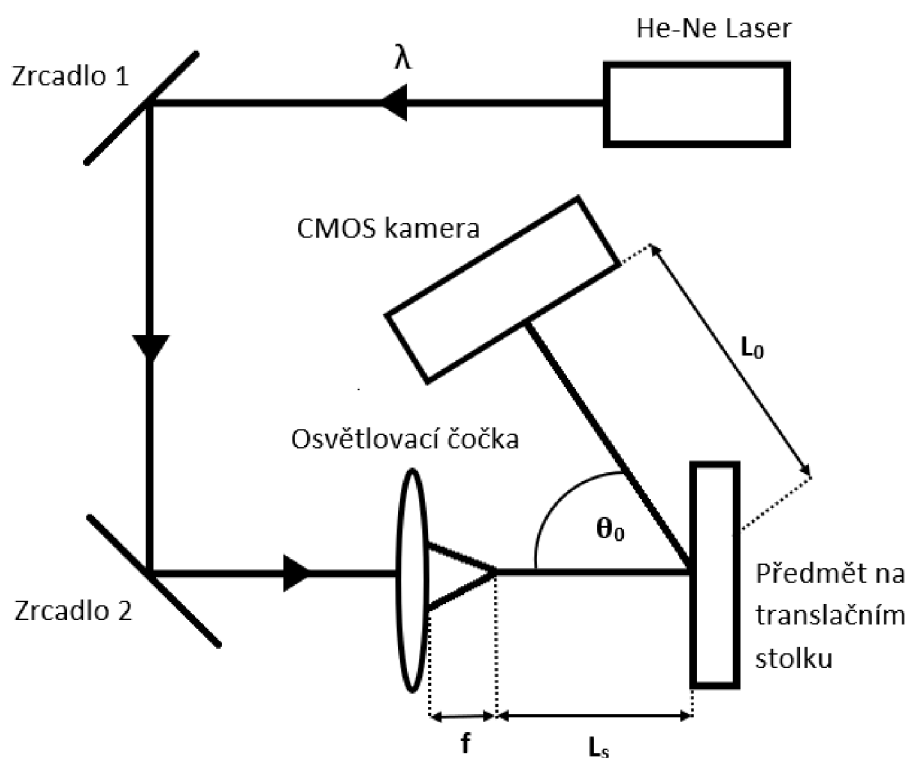 He-Ne Laser
Zrcadlo 1
λ
CMOS kamera
L₀
Osvětlovací čočka
θ₀
Předmět na
translačním
stolku
Zrcadlo 2
f
Lₛ